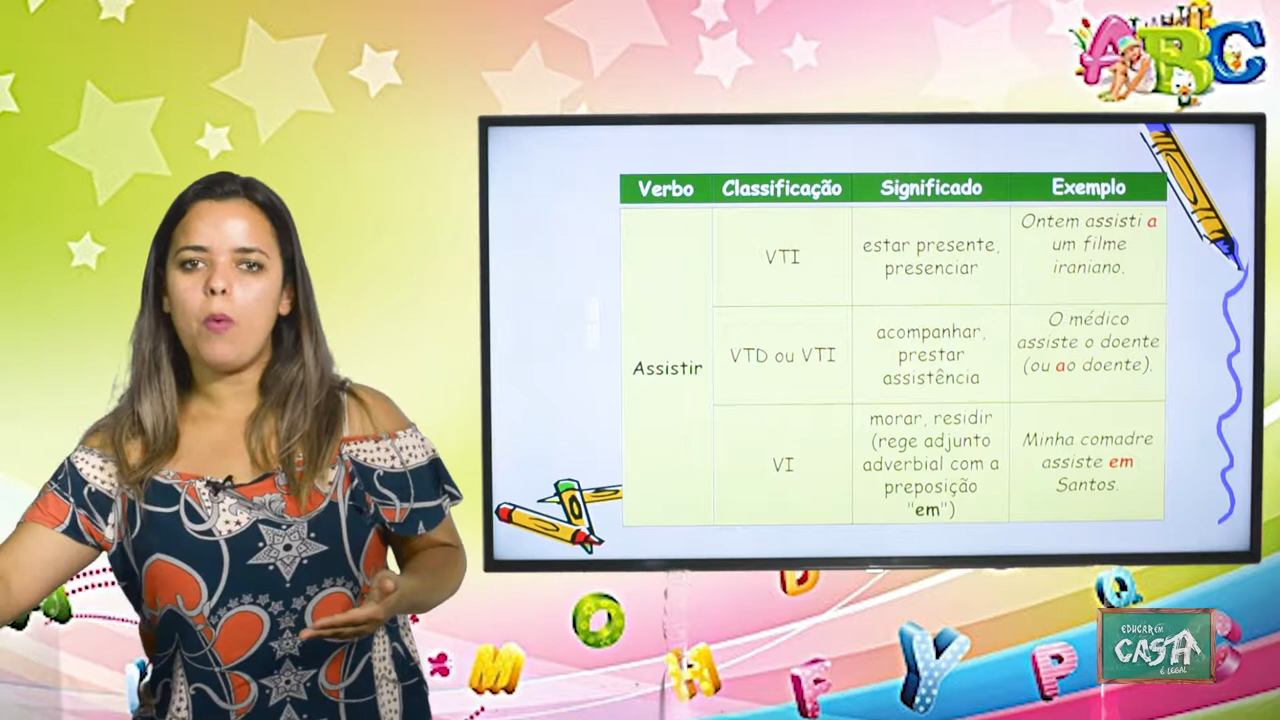 ABC
Verbo Classificação Significado Exemplo
Assistir
VTI
estar presente,
presenciar
Ontem assisti a
um filme
iraniano.
VTD ou VTI
acompanhar,
prestar
assistência
O médico
assiste o doente
(ou ao doente).
VI
morar, residir
(rege adjunto
adverbial com a
preposição
"em")
Minha comadre
assiste em
Santos.
D
O
Q
M
H
F
Y
P
EDUCAR EM
CASA
É LEGAL